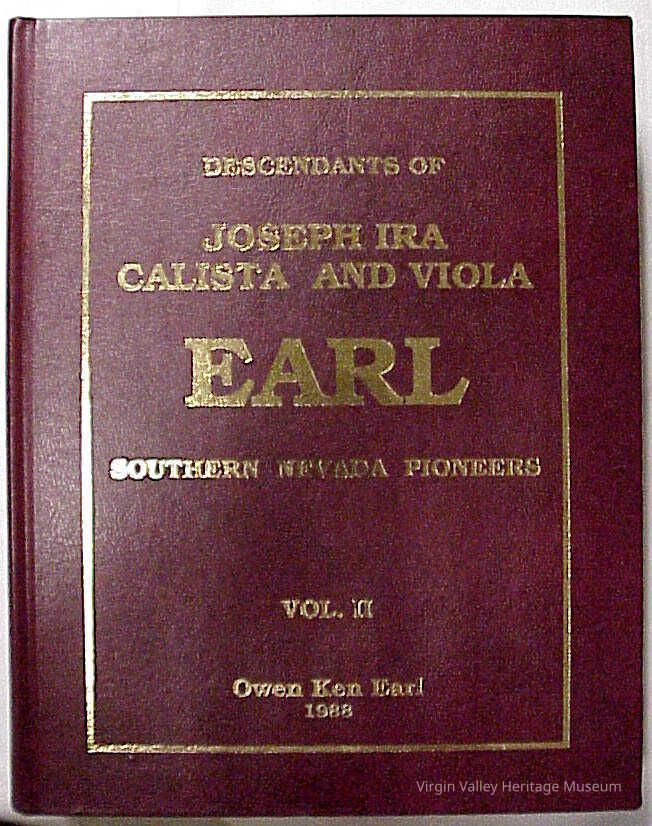 DESCENDANTS OF
JOSEPH IRA
CALISTA AND VIOLA
EARL
SOUTHERN NEVADA PIONEERS
VOL. II
Owen Ken Earl
1988
Virgin Valley Heritage Museum